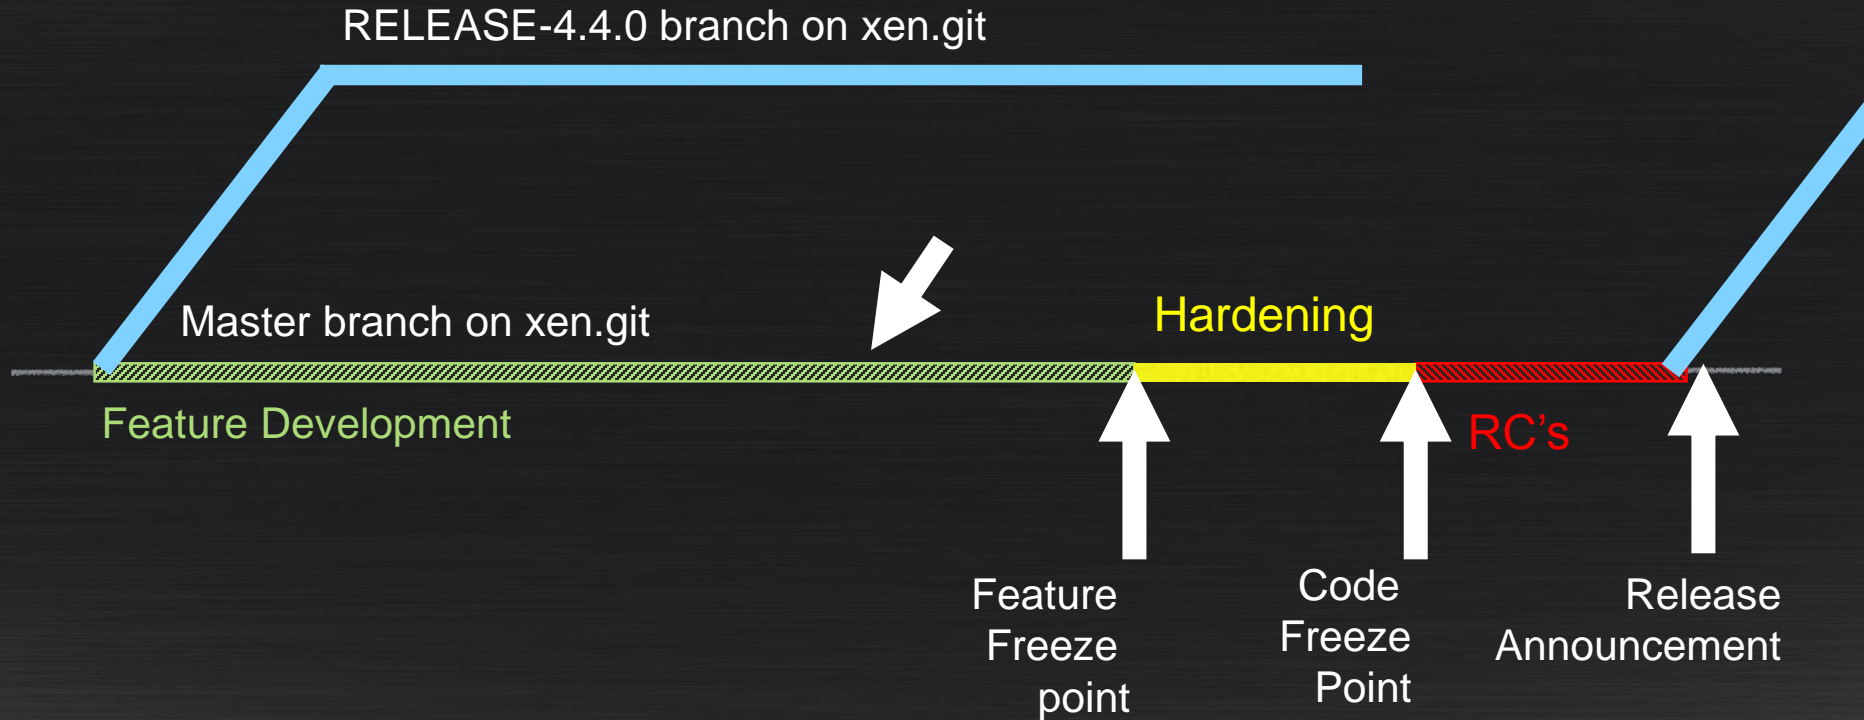 RELEASE-4.4.0 branch on xen.git
Master branch on xen.git
Hardening
Feature Development
RC’s
Feature
Freeze
point
Code
Freeze
Point
Release
Announcement